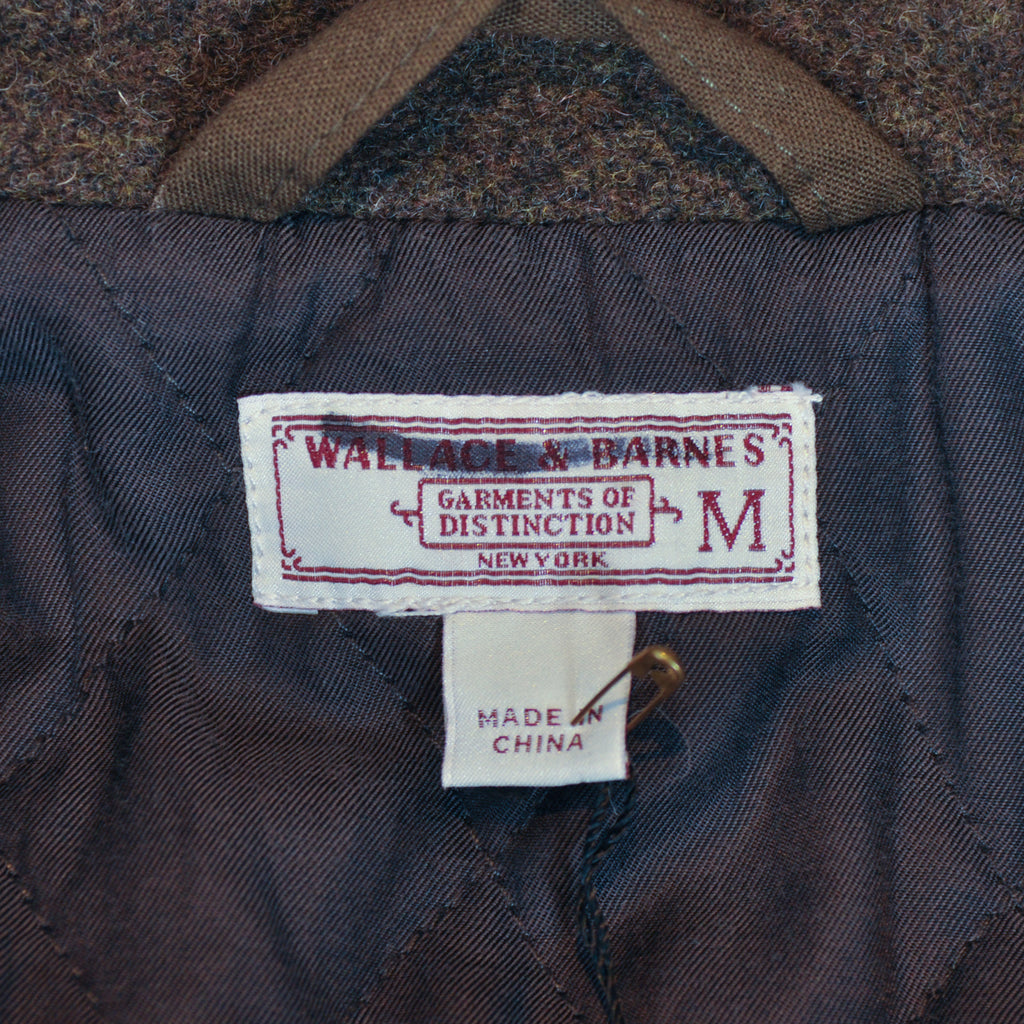 WALLACE & BARNES
GARMENTS OF
DISTINCTION
M
NEW YORK
MADE IN
CHINA